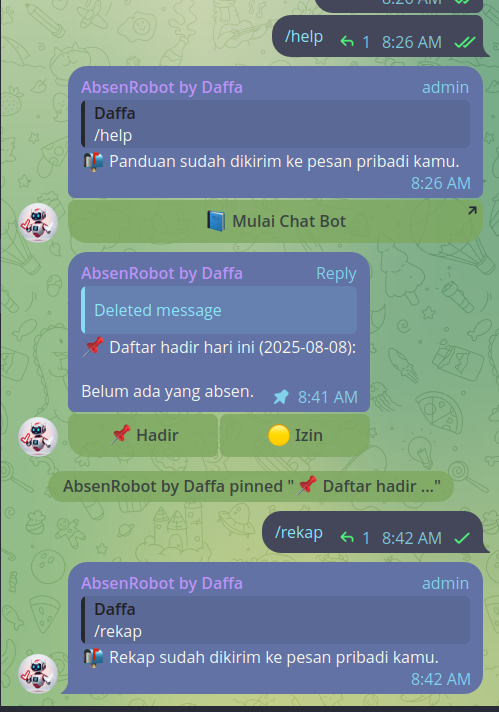 8:26 AM
/help 1 8:26 AM
AbsenRobot by Daffa admin
Daffa
/help
📬 Panduan sudah dikirim ke pesan pribadi kamu.
8:26 AM
📘 Mulai Chat Bot
AbsenRobot by Daffa Reply
Deleted message
📌 Daftar hadir hari ini (2025-08-08):
Belum ada yang absen. 8:41 AM
📌 Hadir 🟡 Izin
AbsenRobot by Daffa pinned "📌 Daftar hadir ..."
/rekap 1 8:42 AM
AbsenRobot by Daffa admin
Daffa
/rekap
📬 Rekap sudah dikirim ke pesan pribadi kamu.
8:42 AM